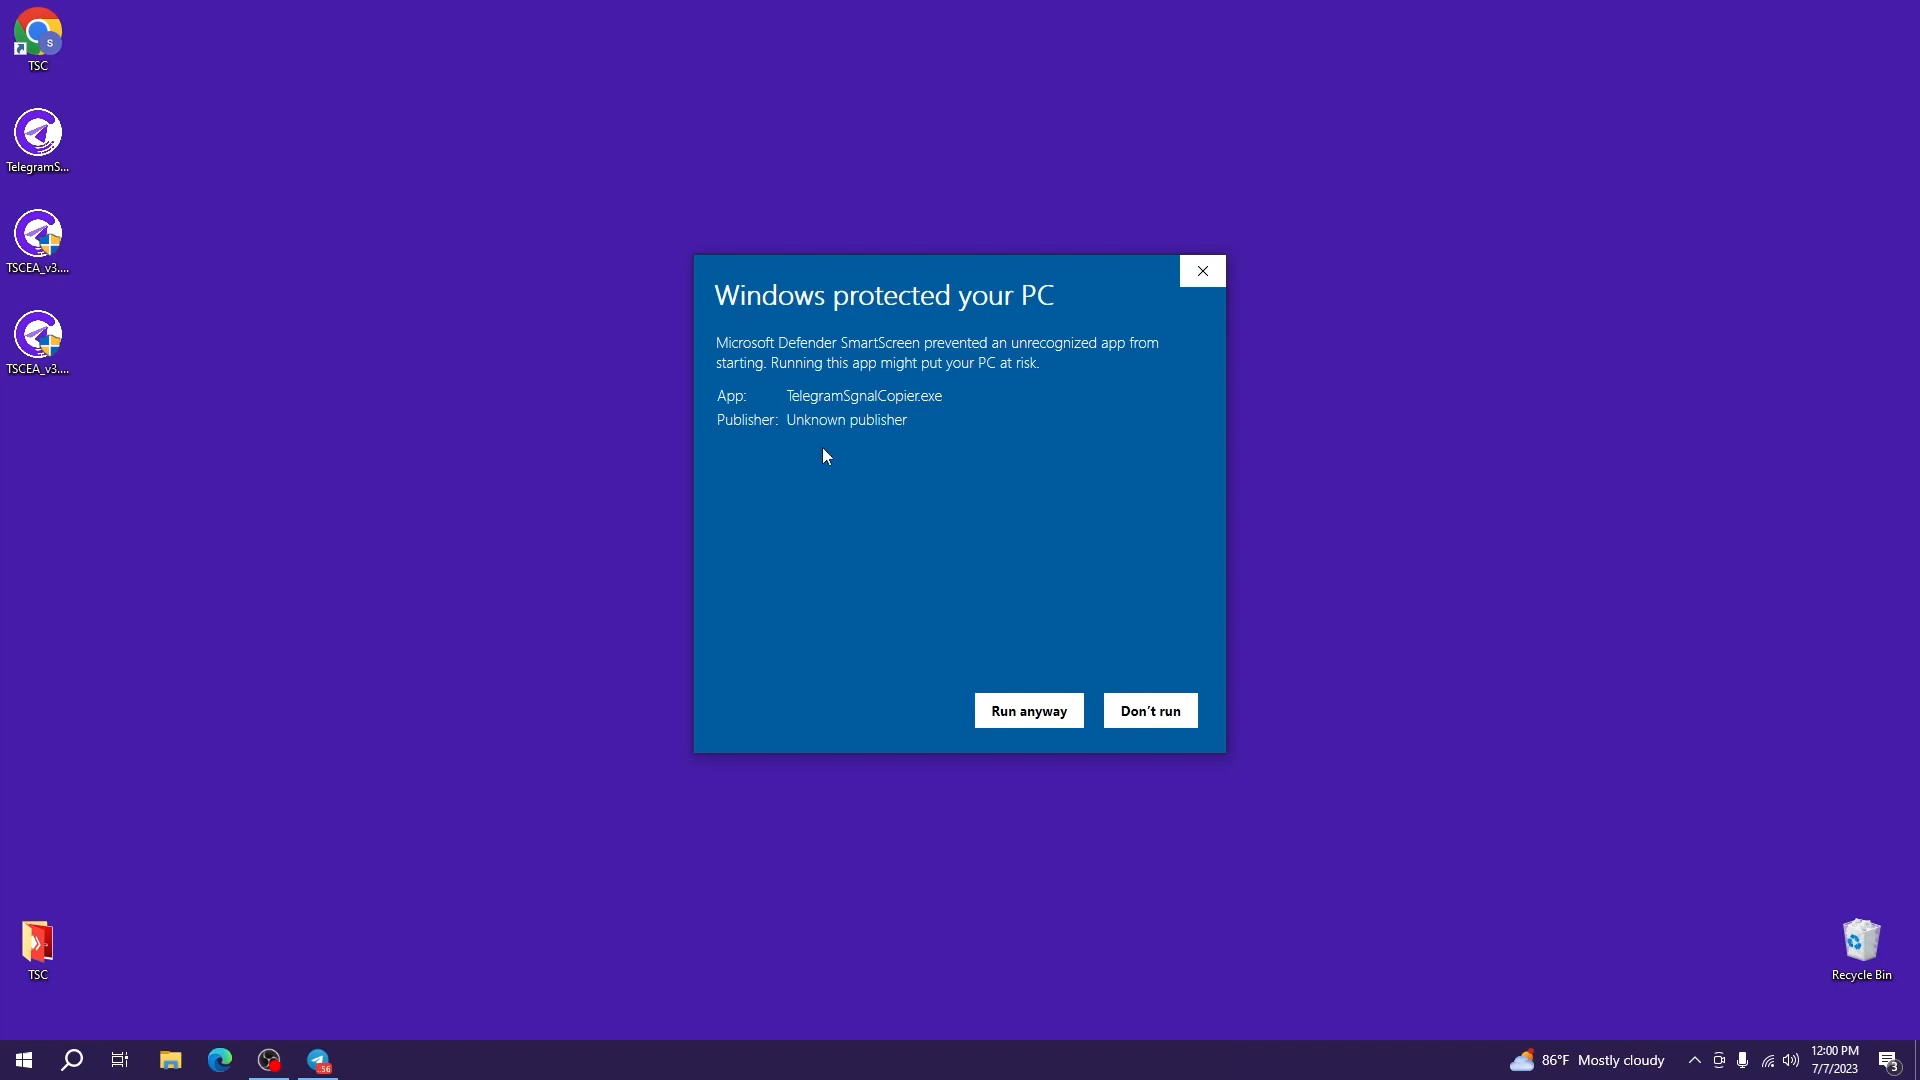 TSC
TelegramS...
TSCEA_v3....
TSCEA_v3....
Windows protected your PC
Microsoft Defender SmartScreen prevented an unrecognized app from
starting. Running this app might put your PC at risk.
App: TelegramSgnalCopier.exe
Publisher: Unknown publisher
Run anyway
Don't run
TSC
Recycle Bin
..56
86°F Mostly cloudy
12:00 PM
7/7/2023
3
S